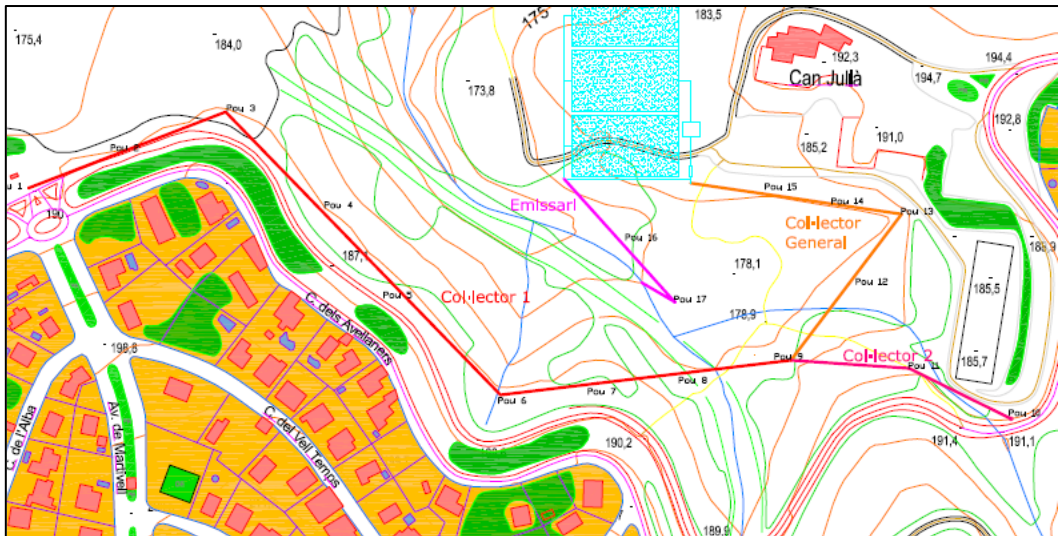 175
183,5
175,4
184,0
192,3
194,4
Can Julià
194,7
173,8
192,8
Pou 3
191,0
185,2
Pou 2
Pou 15
190
Pou 4
Emissari
Pou 14
Pou 13
Col·lector
General
Pou 16
187,1
178,1
Pou 12
Pou 5
Col·lector 1
Pou 17
185,5
178,9
C. dels Avellaners
198,8
Pou 9
Col·lector 2
185,7
Pou 11
Pou 8
Pou 7
Pou 6
Pou 10
C. de l'Alba
Av. de Martivell
C. del Vell Temps
190,2
191,4
191,1
189,9